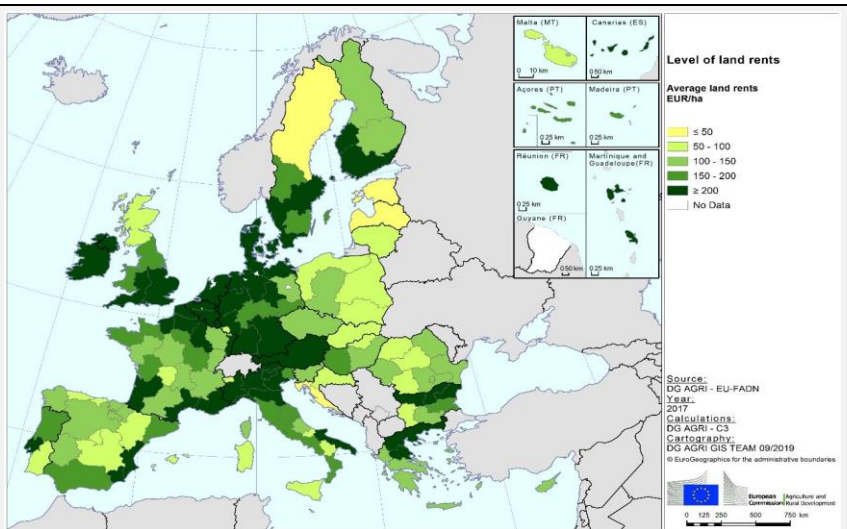 Malta (MT)
0 10 km
Canaries (ES)
0 50 km
Açores (PT)
0 25 km
Madeira (PT)
0 25 km
Réunion (FR)
0 25 km
Martinique and
Guadeloupe(FR)
0 25 km
Guyane (FR)
0 50 km
Level of land rents
Average land rents
EUR/ha
≤ 50
50 - 100
100 - 150
150 - 200
≥ 200
No Data
Source:
DG AGRI - EU-FADN
Year:
2017
Calculations:
DG AGRI - C3
Cartography:
DG AGRI GIS TEAM 09/2019
© EuroGeographics for the administrative boundaries
European
Commission
Agriculture and
Rural Development
0 125 250 500 750 km